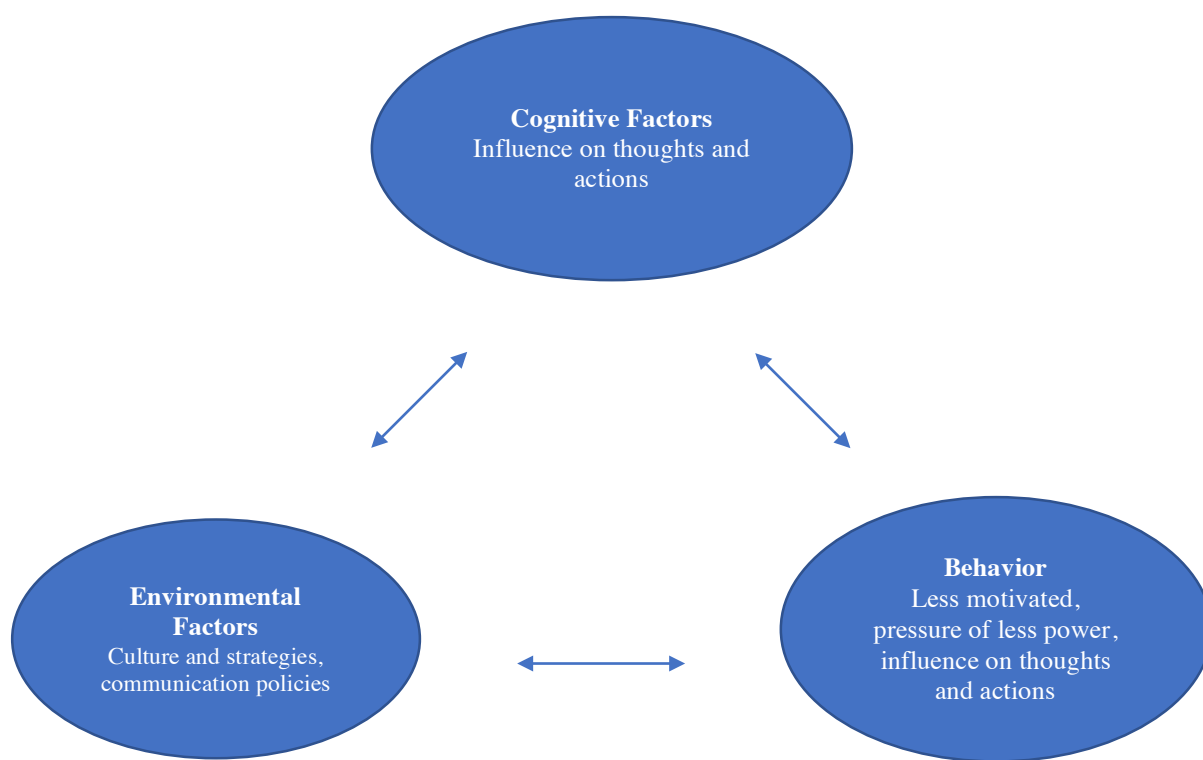 Cognitive Factors
Influence on thoughts and
actions
Environmental
Factors
Culture and strategies,
communication policies
Behavior
Less motivated,
pressure of less power,
influence on thoughts
and actions